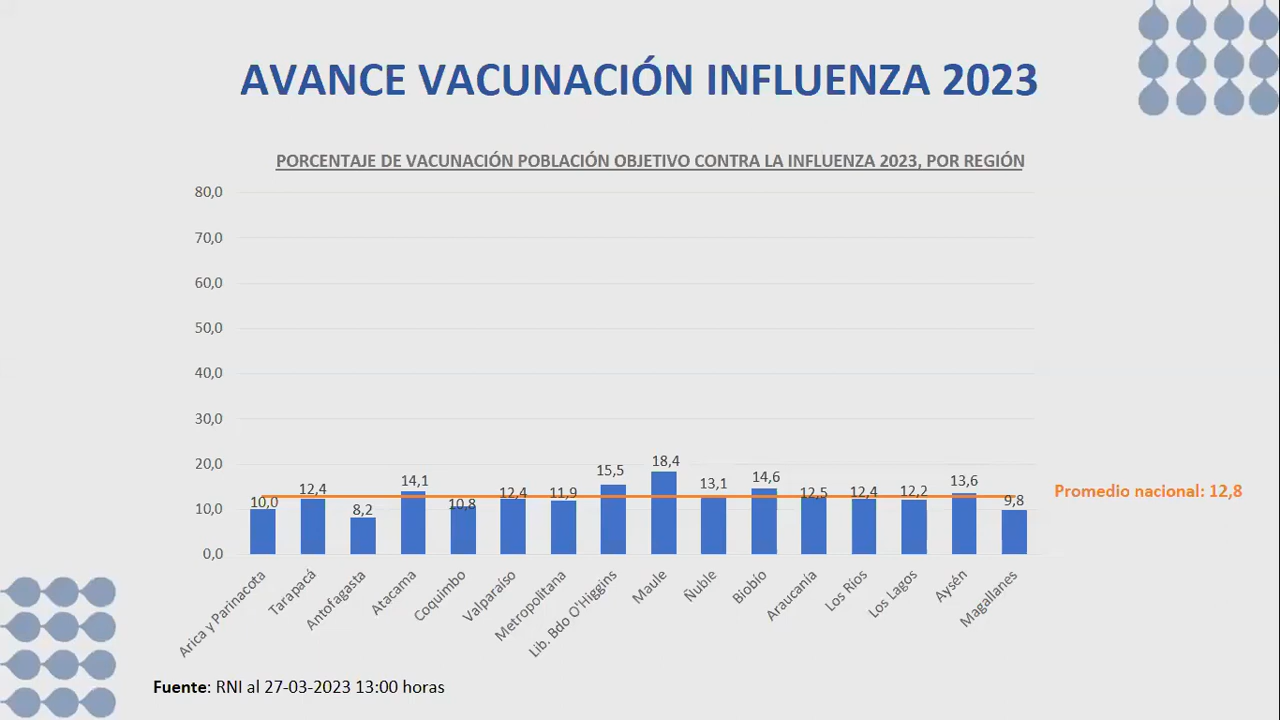 AVANCE VACUNACIÓN INFLUENZA 2023
PORCENTAJE DE VACUNACIÓN POBLACIÓN OBJETIVO CONTRA LA INFLUENZA 2023, POR REGIÓN
80,0
70,0
60,0
50,0
40,0
30,0
20,0
10,0
0,0
10,0
12,4
8,2
14,1
10,8
12,4
11,9
15,5
18,4
13,1
14,6
12,5
12,4
12,2
13,6
9,8
Promedio nacional: 12,8
Arica y Parinacota
Tarapacá
Antofagasta
Atacama
Coquimbo
Valparaíso
Metropolitana
Lib. Bdo O'Higgins
Maule
Ñuble
Biobío
Araucanía
Los Ríos
Los Lagos
Aysén
Magallanes
Fuente: RNI al 27-03-2023 13:00 horas